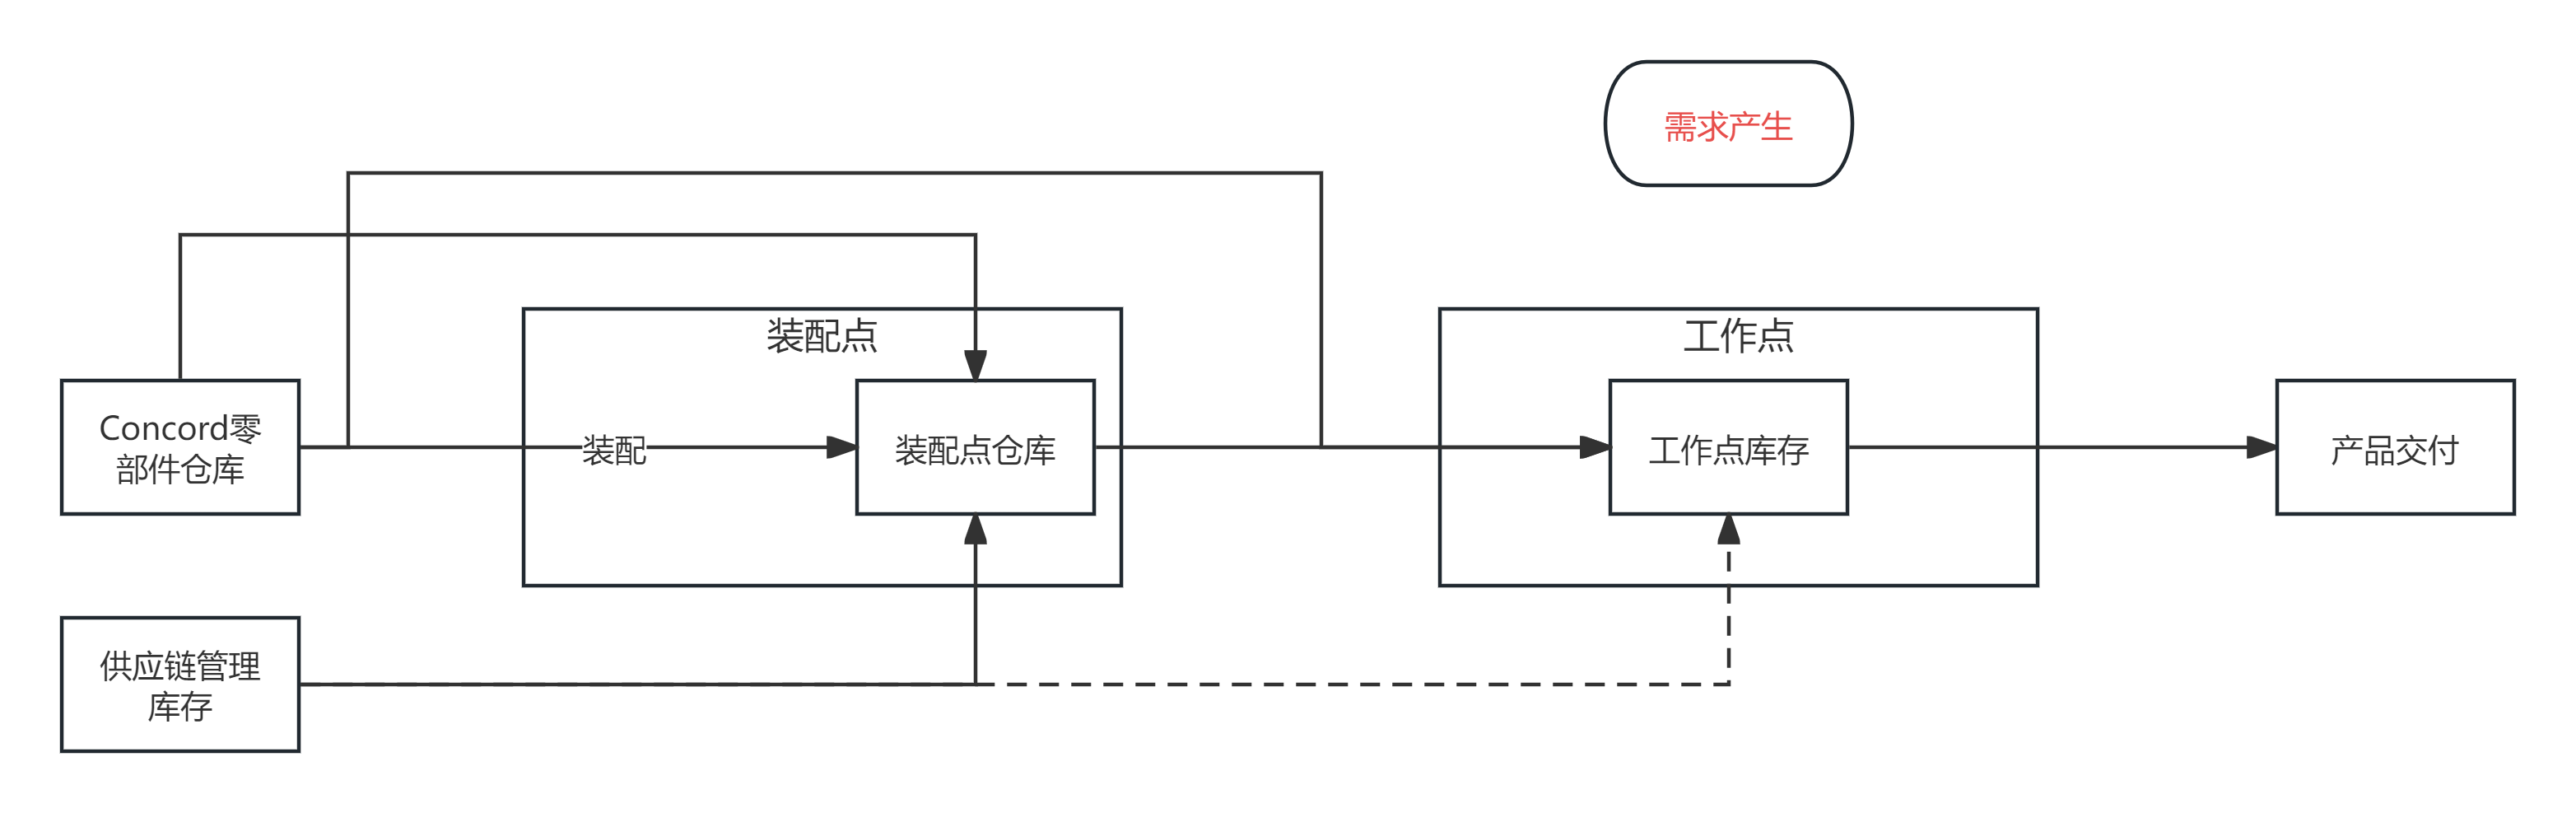 需求产生
装配点
工作点
Concord零
部件仓库
装配
装配点仓库
工作点库存
产品交付
供应链管理
库存